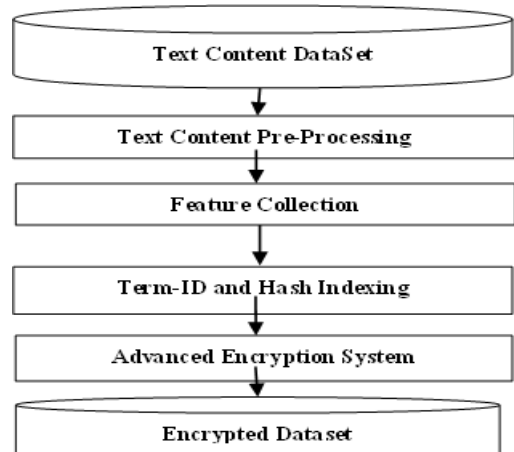 Text Content DataSet
Text Content Pre-Processing
Feature Collection
Term-ID and Hash Indexing
Advanced Encryption System
Encrypted Dataset